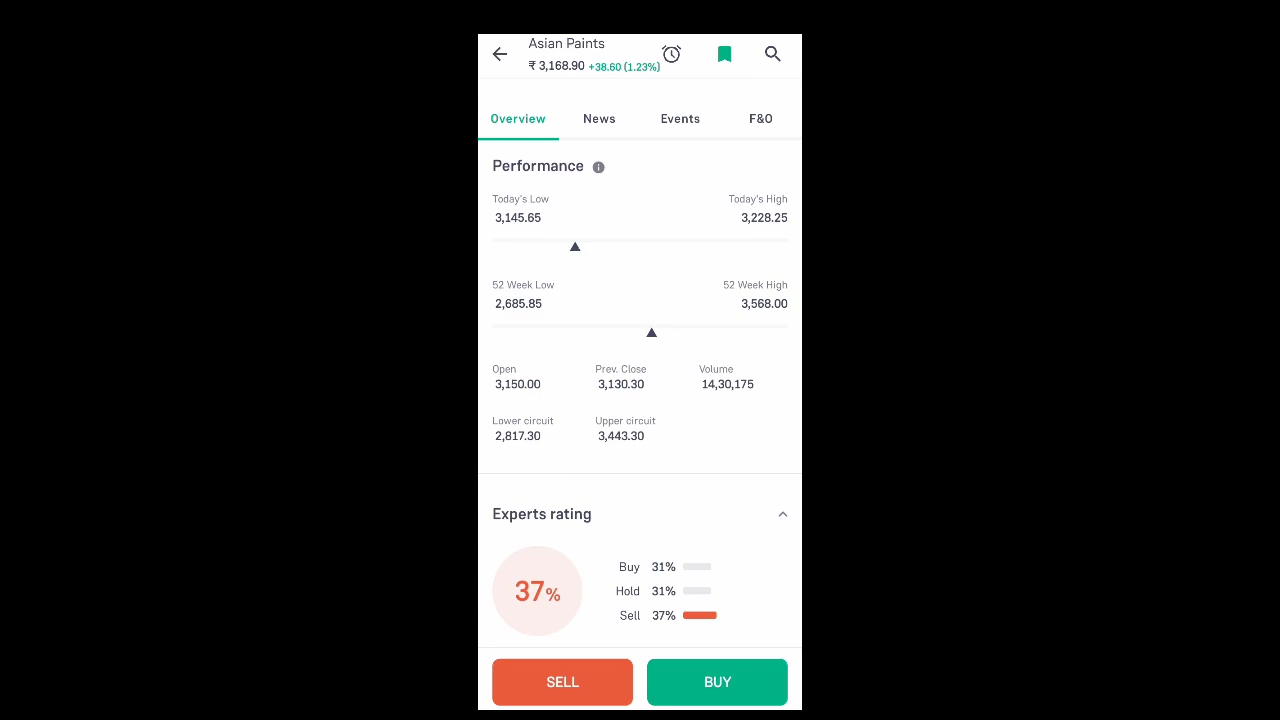 Asian Paints
₹ 3,168.90 +38.60 (1.23%)
Overview News Events F&O
Performance
Today's Low Today's High
3,145.65 3,228.25
52 Week Low 52 Week High
2,685.85 3,568.00
Open Prev. Close Volume
3,150.00 3,130.30 14,30,175
Lower circuit Upper circuit
2,817.30 3,443.30
Experts rating
37%
Buy 31%
Hold 31%
Sell 37%
SELL BUY